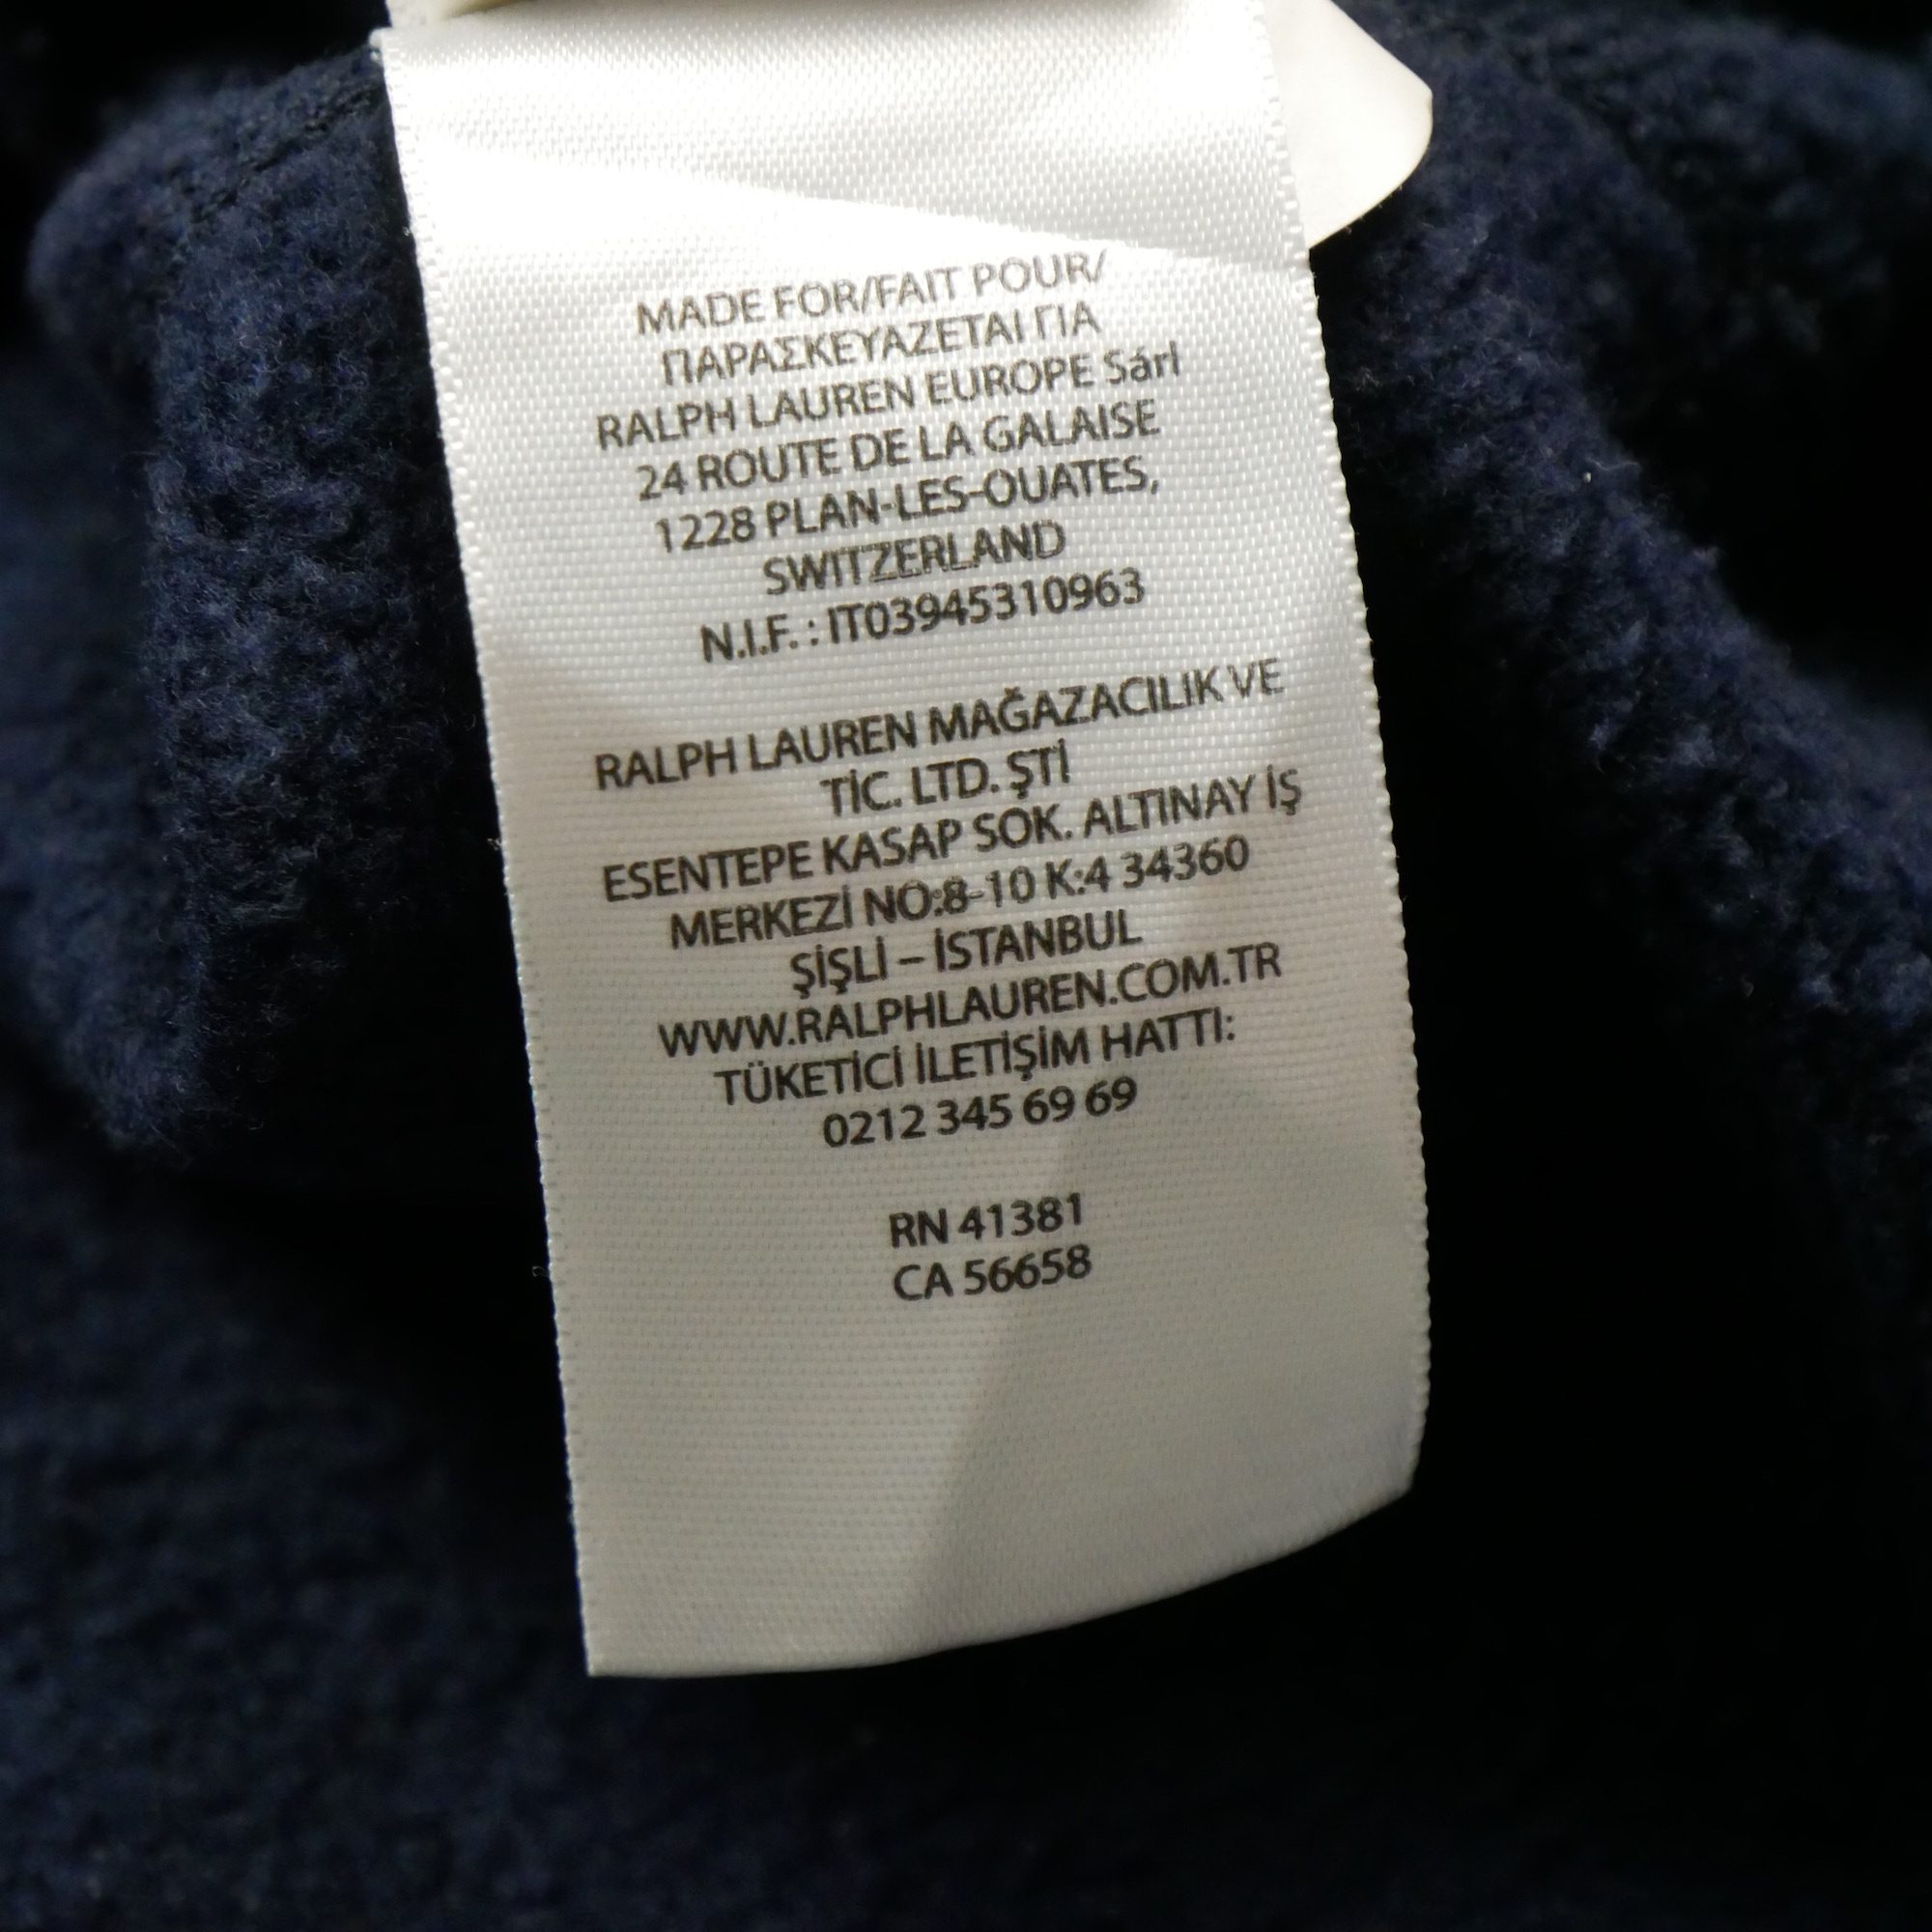 MADE FOR/FAIT POUR/
ΠΑΡΑΣΚΕΥΑΖΕΤΑΙ ΓΙΑ
RALPH LAUREN EUROPE Sárl
24 ROUTE DE LA GALAISE
1228 PLAN-LES-OUATES,
SWITZERLAND
N.I.F. : IT03945310963
RALPH LAUREN MAĞAZACILIK VE
TİC. LTD. ŞTİ
ESENTEPE KASAP SOK. ALTINAY İŞ
MERKEZİ NO:8-10 K:4 34360
ŞİŞLİ – İSTANBUL
WWW.RALPHLAUREN.COM.TR
TÜKETİCİ İLETİŞİM HATTI:
0212 345 69 69
RN 41381
CA 56658